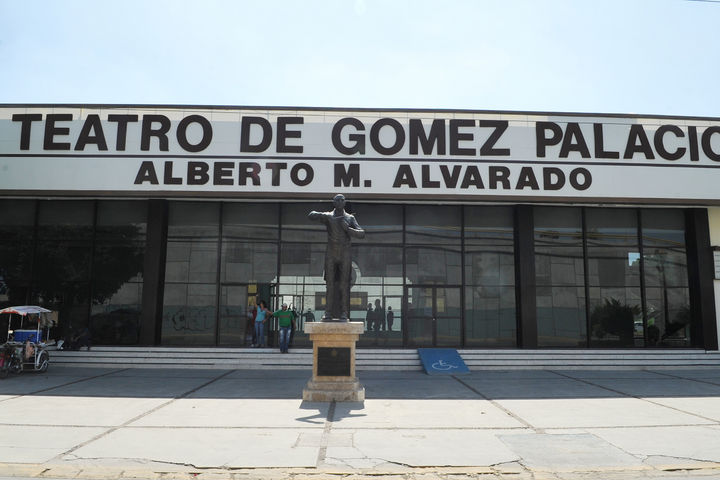 TEATRO DE GOMEZ PALACIO
ALBERTO M. ALVARADO